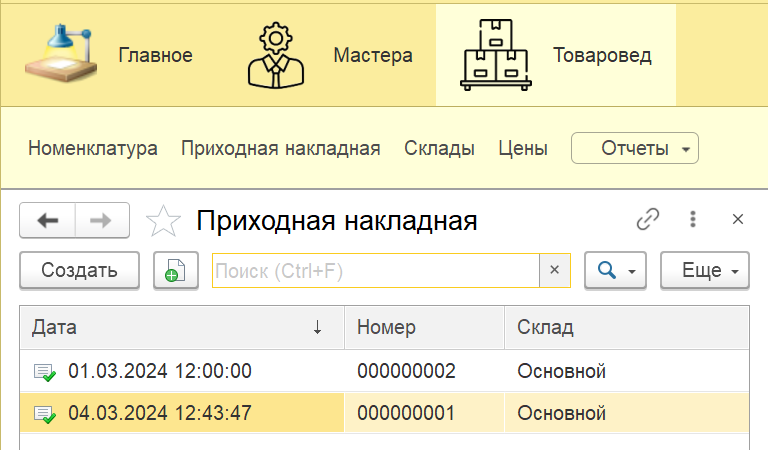 Главное Мастера Товаровед
Номенклатура Приходная накладная Склады Цены Отчеты
Приходная накладная
Создать Поиск (Ctrl+F) Еще
Дата Номер Склад
01.03.2024 12:00:00 000000002 Основной
04.03.2024 12:43:47 000000001 Основной